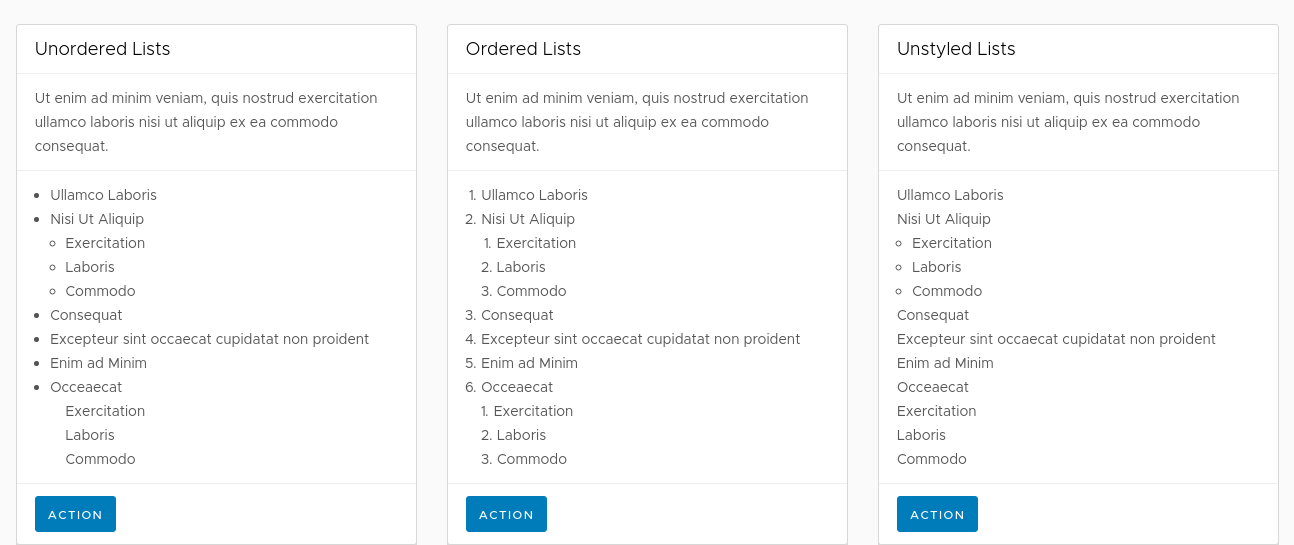 Unordered Lists
Ut enim ad minim veniam, quis nostrud exercitation
ullamco laboris nisi ut aliquip ex ea commodo
consequat.
• Ullamco Laboris
• Nisi Ut Aliquip
◦ Exercitation
◦ Laboris
◦ Commodo
• Consequat
• Excepteur sint occaecat cupidatat non proident
• Enim ad Minim
• Occeaecat
Exercitation
Laboris
Commodo
ACTION
Ordered Lists
Ut enim ad minim veniam, quis nostrud exercitation
ullamco laboris nisi ut aliquip ex ea commodo
consequat.
1. Ullamco Laboris
2. Nisi Ut Aliquip
1. Exercitation
2. Laboris
3. Commodo
3. Consequat
4. Excepteur sint occaecat cupidatat non proident
5. Enim ad Minim
6. Occeaecat
1. Exercitation
2. Laboris
3. Commodo
ACTION
Unstyled Lists
Ut enim ad minim veniam, quis nostrud exercitation
ullamco laboris nisi ut aliquip ex ea commodo
consequat.
Ullamco Laboris
Nisi Ut Aliquip
◦ Exercitation
◦ Laboris
◦ Commodo
Consequat
Excepteur sint occaecat cupidatat non proident
Enim ad Minim
Occeaecat
Exercitation
Laboris
Commodo
ACTION